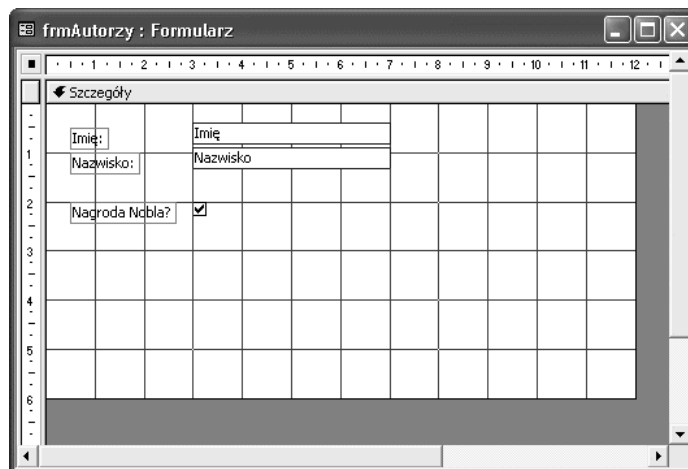 frmAutorzy : Formularz
1 2 3 4 5 6 7 8 9 10 11 12
Szczegóły
Imię: Imię
Nazwisko: Nazwisko
Nagroda Nobla?
1
2
3
4
5
6